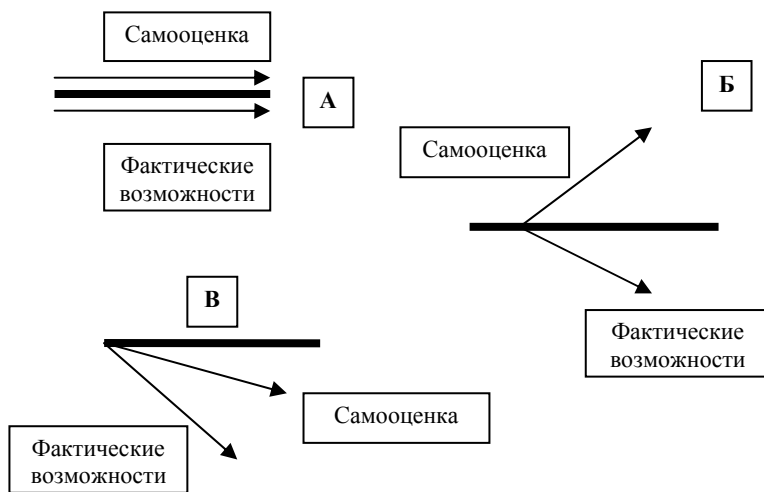 Самооценка
А
Фактические
возможности
Б
Самооценка
Фактические
возможности
В
Самооценка
Фактические
возможности